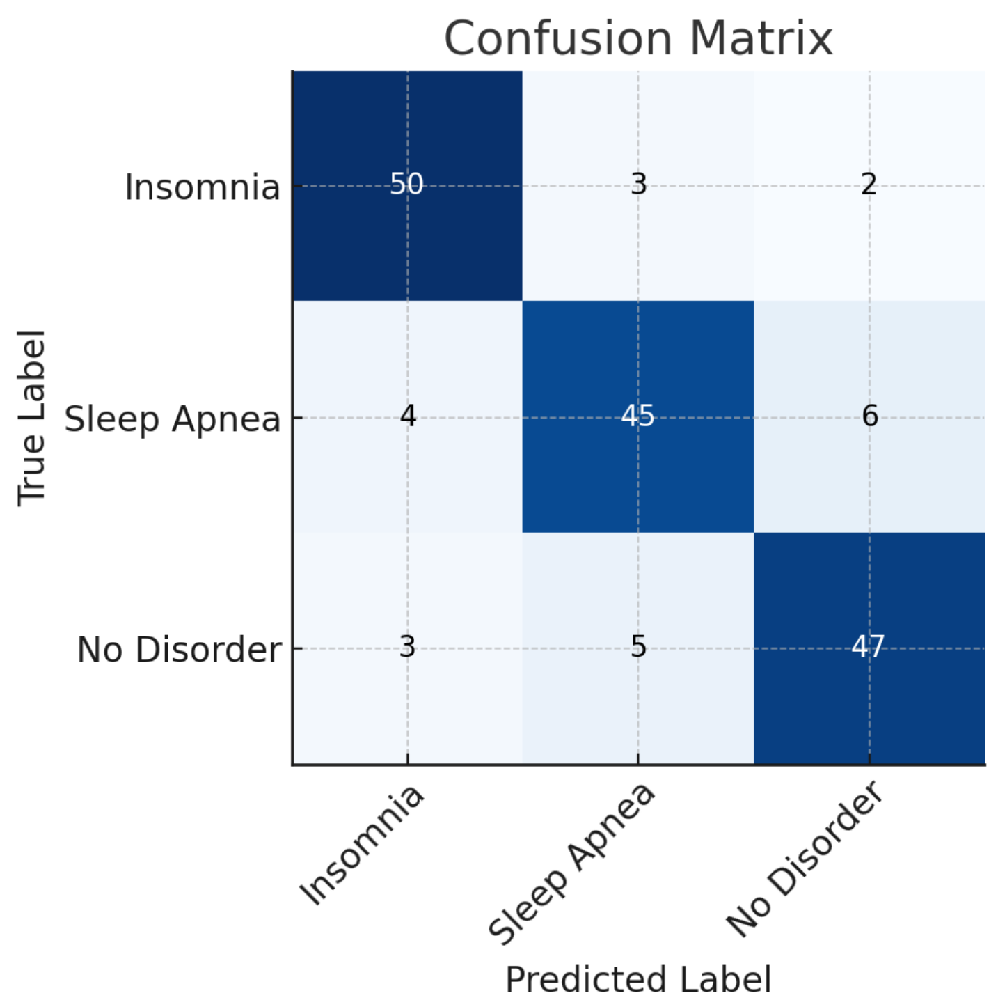 Confusion Matrix
True Label
Insomnia 50 3 2
Sleep Apnea 4 45 6
No Disorder 3 5 47
Insomnia Sleep Apnea No Disorder
Predicted Label